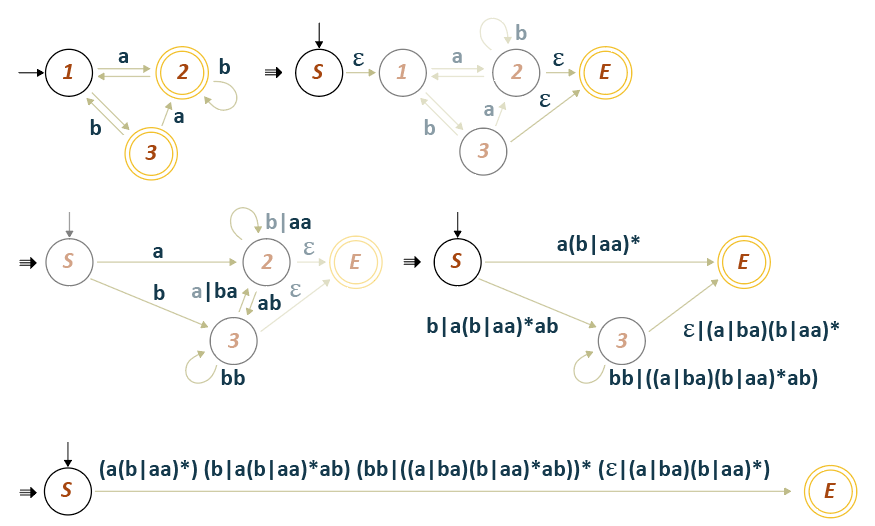 1 a 2 b
b a
3
⇛ S ε 1 a 2 b ε E
b a ε
3
⇛ S a 2 b|aa ε E
b a|ba ab ε
3
bb
⇛ S a(b|aa)* E
b|a(b|aa)*ab 3 ε|(a|ba)(b|aa)*
bb|((a|ba)(b|aa)*ab)
⇛ S (a(b|aa)*) (b|a(b|aa)*ab) (bb|((a|ba)(b|aa)*ab))* (ε|(a|ba)(b|aa)*) E